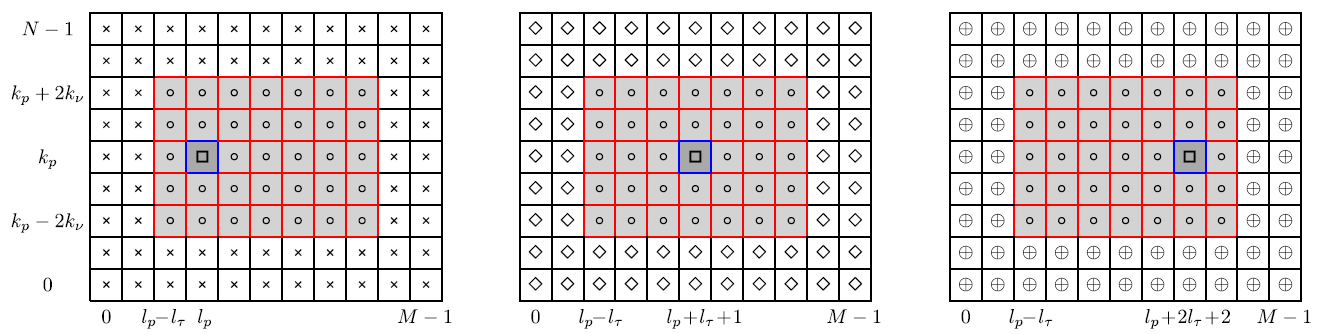 N − 1
k_p + 2k_ν
k_p
k_p − 2k_ν
0
0 l_p−l_τ l_p M − 1
0 l_p−l_τ l_p+l_τ+1 M − 1
0 l_p−l_τ l_p+2l_τ+2 M − 1